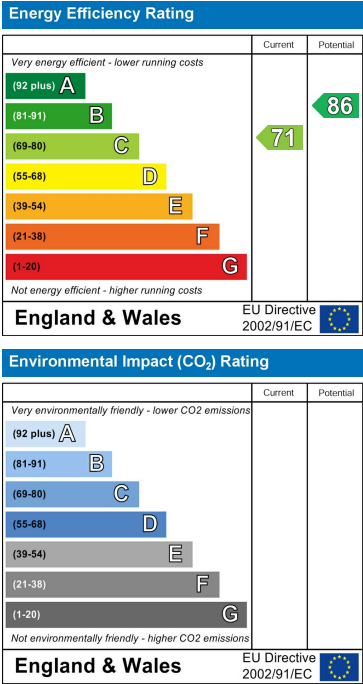 Energy Efficiency Rating
Current Potential
Very energy efficient - lower running costs
(92 plus) A
(81-91) B
(69-80) C
(55-68) D
(39-54) E
(21-38) F
(1-20) G
71
86
Not energy efficient - higher running costs
England & Wales
EU Directive
2002/91/EC
Environmental Impact (CO₂) Rating
Current Potential
Very environmentally friendly - lower CO2 emissions
(92 plus) A
(81-91) B
(69-80) C
(55-68) D
(39-54) E
(21-38) F
(1-20) G
Not environmentally friendly - higher CO2 emissions
England & Wales
EU Directive
2002/91/EC